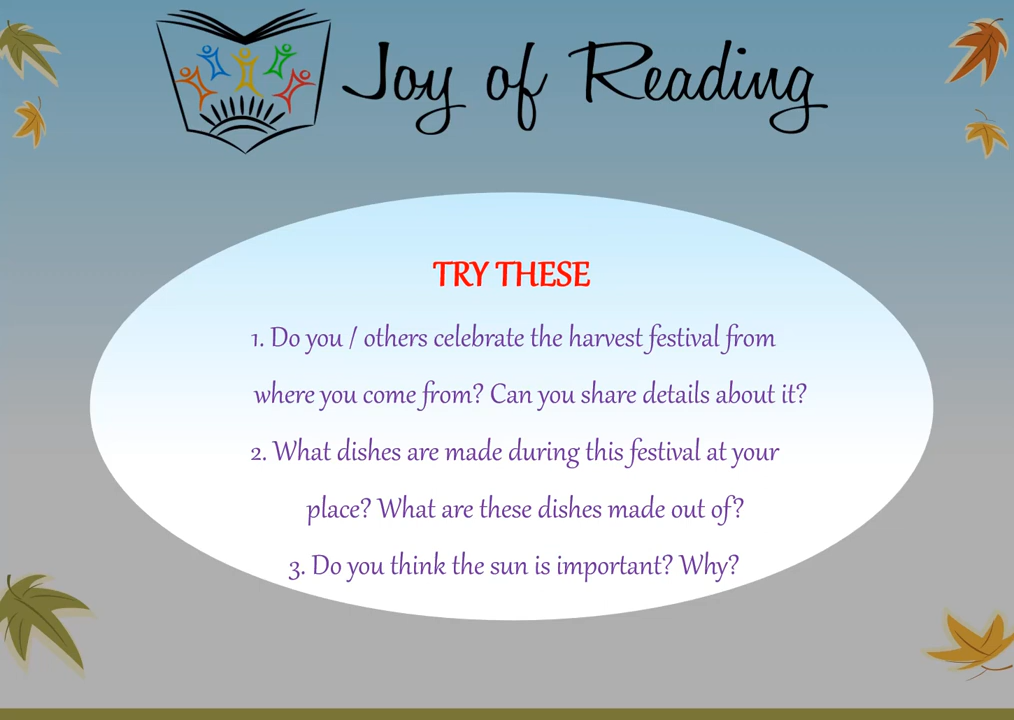 Joy of Reading
TRY THESE
1. Do you / others celebrate the harvest festival from
where you come from? Can you share details about it?
2. What dishes are made during this festival at your
place? What are these dishes made out of?
3. Do you think the sun is important? Why?